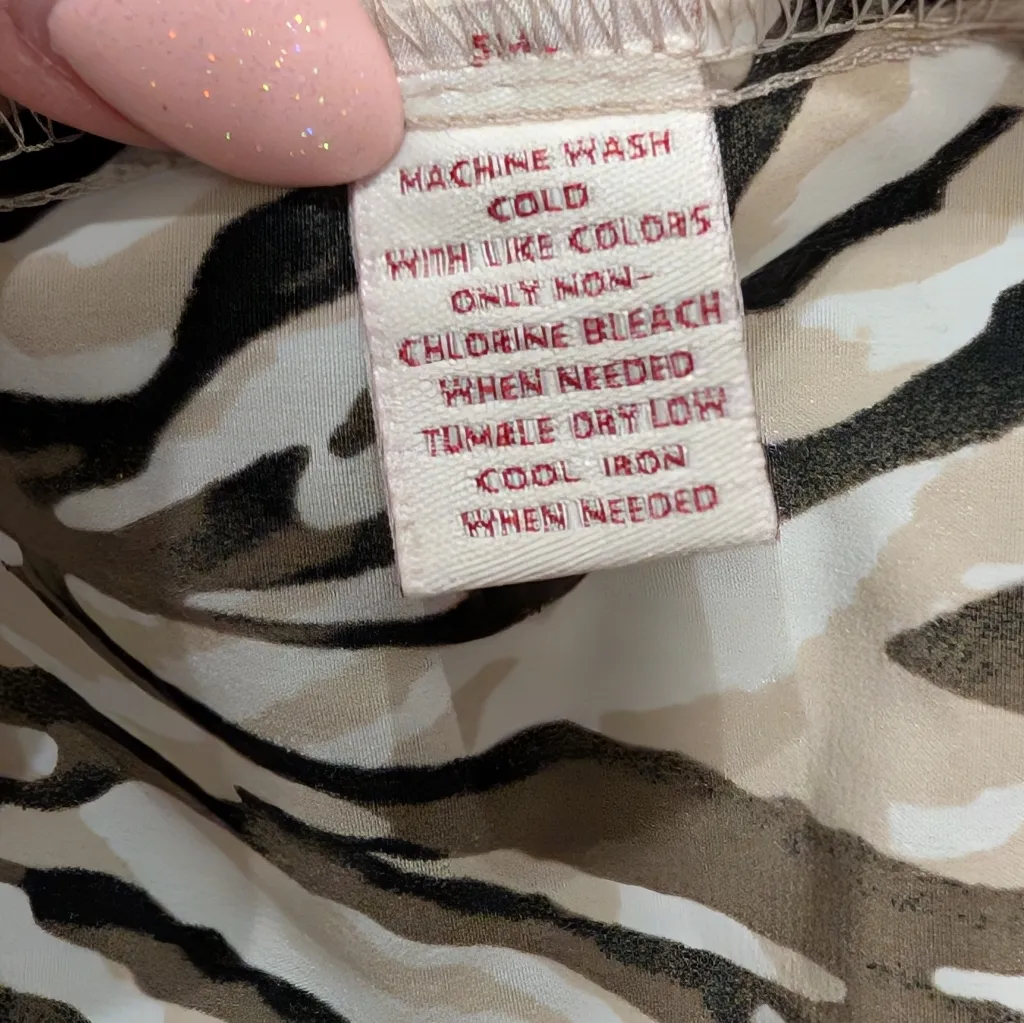 MACHINE WASH
COLD
WITH LIKE COLORS
ONLY NON-
CHLORINE BLEACH
WHEN NEEDED
TUMBLE DRY LOW
COOL IRON
WHEN NEEDED